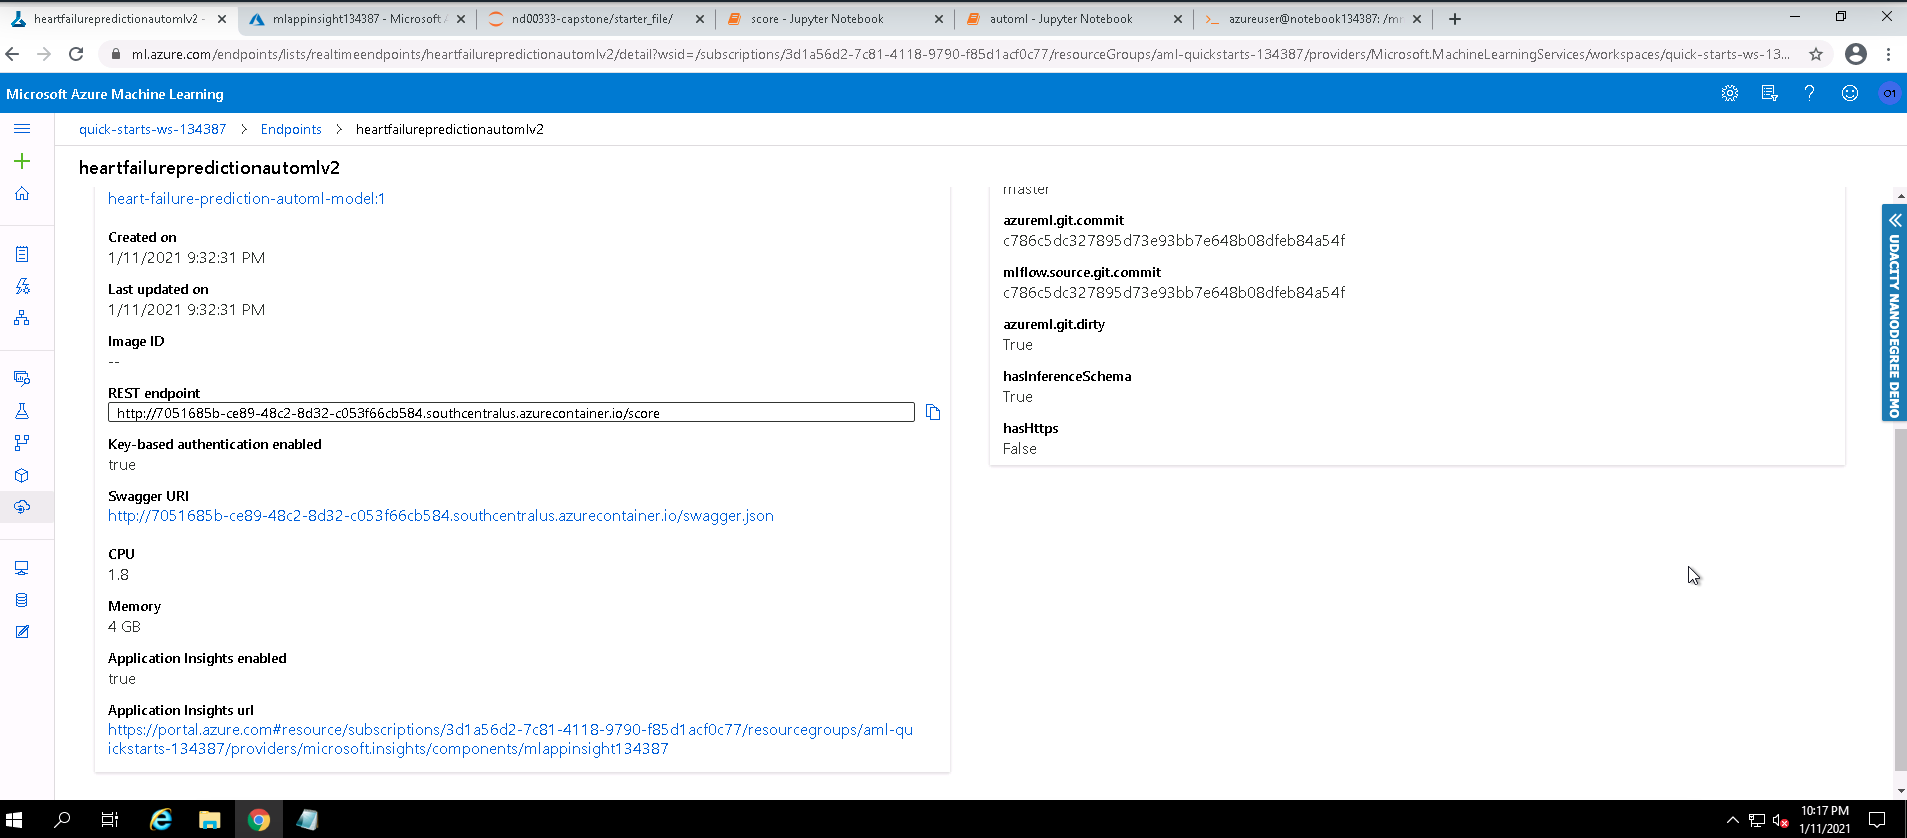 heartfailurepredictionautomlv2 -
mlappinsight134387 - Microsoft A
nd00333-capstone/starter_file/
score - Jupyter Notebook
automl - Jupyter Notebook
azureuser@notebook134387: /mn
ml.azure.com/endpoints/lists/realtimeendpoints/heartfailurepredictionautomlv2/detail?wsid=/subscriptions/3d1a56d2-7c81-4118-9790-f85d1acf0c77/resourceGroups/aml-quickstarts-134387/providers/Microsoft.MachineLearningServices/workspaces/quick-starts-ws-13...
Microsoft Azure Machine Learning
O1
quick-starts-ws-134387 > Endpoints > heartfailurepredictionautomlv2
heartfailurepredictionautomlv2
heart-failure-prediction-automl-model:1
Created on
1/11/2021 9:32:31 PM
Last updated on
1/11/2021 9:32:31 PM
Image ID
--
REST endpoint
http://7051685b-ce89-48c2-8d32-c053f66cb584.southcentralus.azurecontainer.io/score
Key-based authentication enabled
true
Swagger URI
http://7051685b-ce89-48c2-8d32-c053f66cb584.southcentralus.azurecontainer.io/swagger.json
CPU
1.8
Memory
4 GB
Application Insights enabled
true
Application Insights url
https://portal.azure.com#resource/subscriptions/3d1a56d2-7c81-4118-9790-f85d1acf0c77/resourcegroups/aml-qu
ickstarts-134387/providers/microsoft.insights/components/mlappinsight134387
master
azureml.git.commit
c786c5dc327895d73e93bb7e648b08dfeb84a54f
mlflow.source.git.commit
c786c5dc327895d73e93bb7e648b08dfeb84a54f
azureml.git.dirty
True
hasInferenceSchema
True
hasHttps
False
UDACITY NANODEGREE DEMO
10:17 PM
1/11/2021